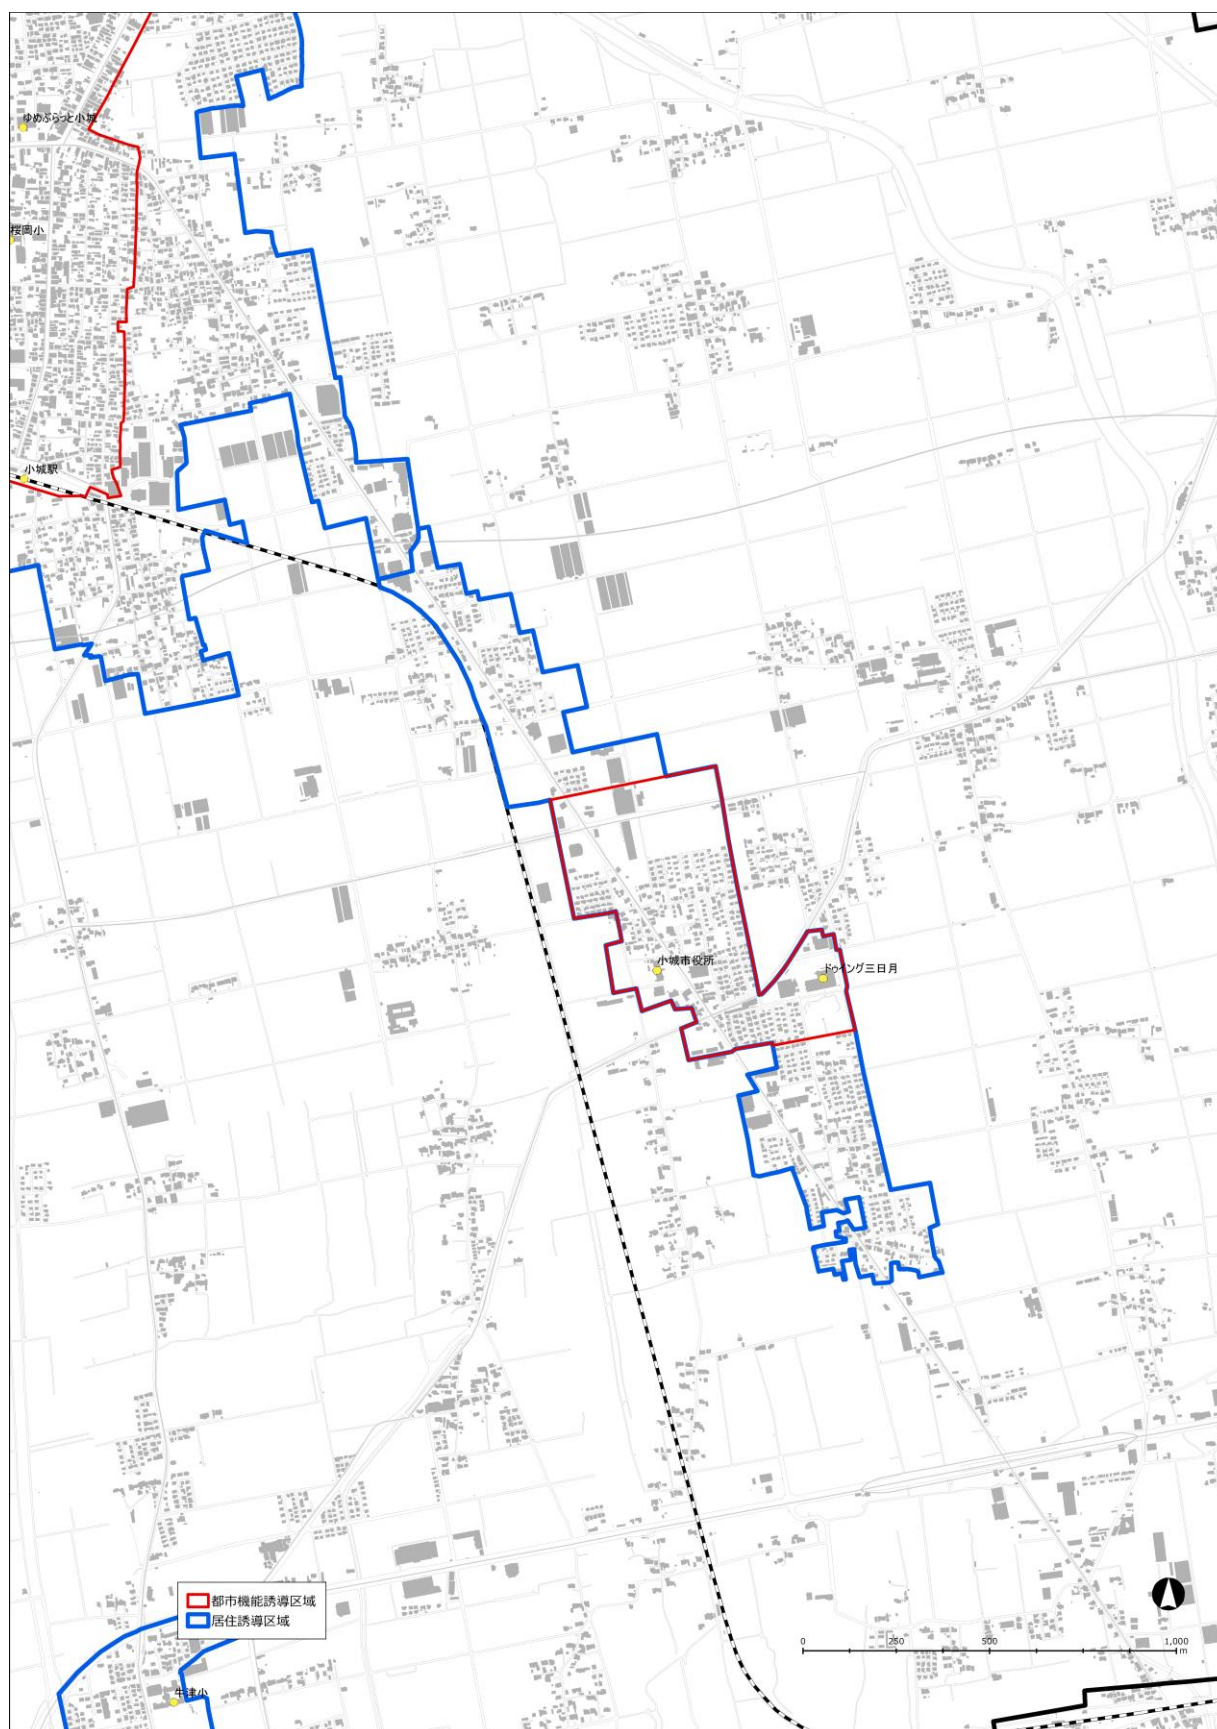 ゆめぷらっと小城
桜岡小
小城駅
小城市役所
ドゥイング三日月
都市機能誘導区域
居住誘導区域
0 250 500 1,000
m
牛津小